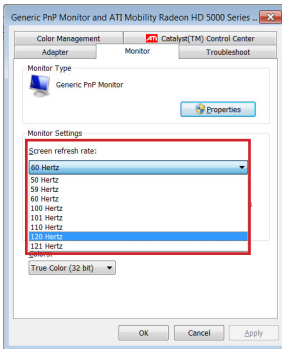 Generic PnP Monitor and ATI Mobility Radeon HD 5000 Series ...
Color Management
ATI Catalyst(TM) Control Center
Adapter
Monitor
Troubleshoot
Monitor Type
Generic PnP Monitor
Properties
Monitor Settings
Screen refresh rate:
60 Hertz
50 Hertz
59 Hertz
60 Hertz
100 Hertz
101 Hertz
110 Hertz
120 Hertz
121 Hertz
Colors:
True Color (32 bit)
OK
Cancel
Apply